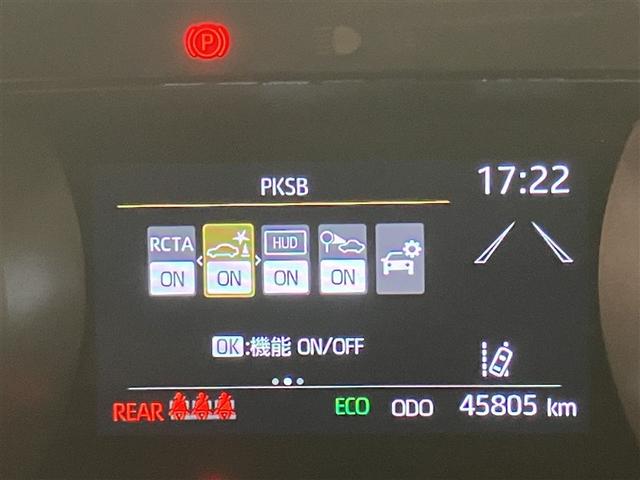 P
PKSB
17:22
RCTA
HUD
ON
ON
ON
ON
OK:機能 ON/OFF
REAR
ECO
ODO
45805 km